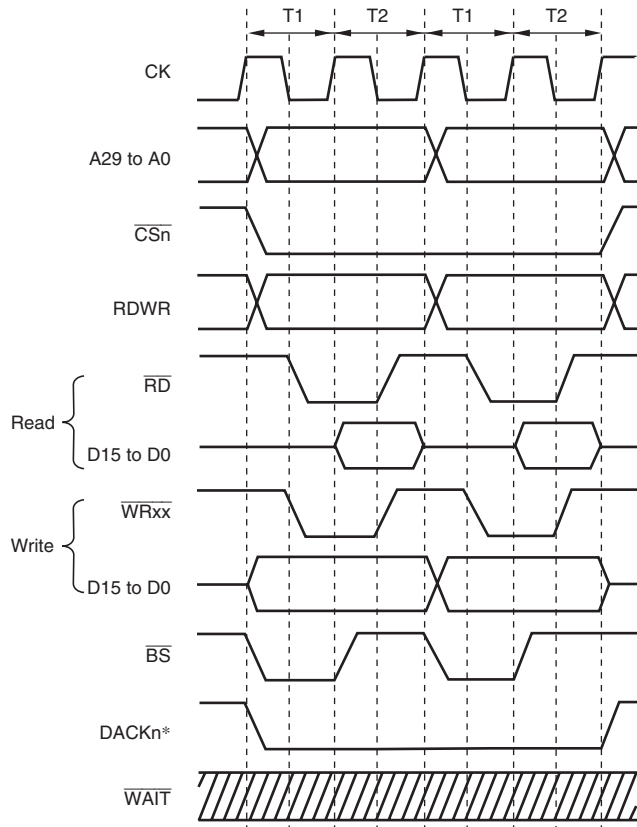 T1 T2 T1 T2
CK
A29 to A0
CSn
RDWR
RD
Read
D15 to D0
WRxx
Write
D15 to D0
BS
DACKn*
WAIT